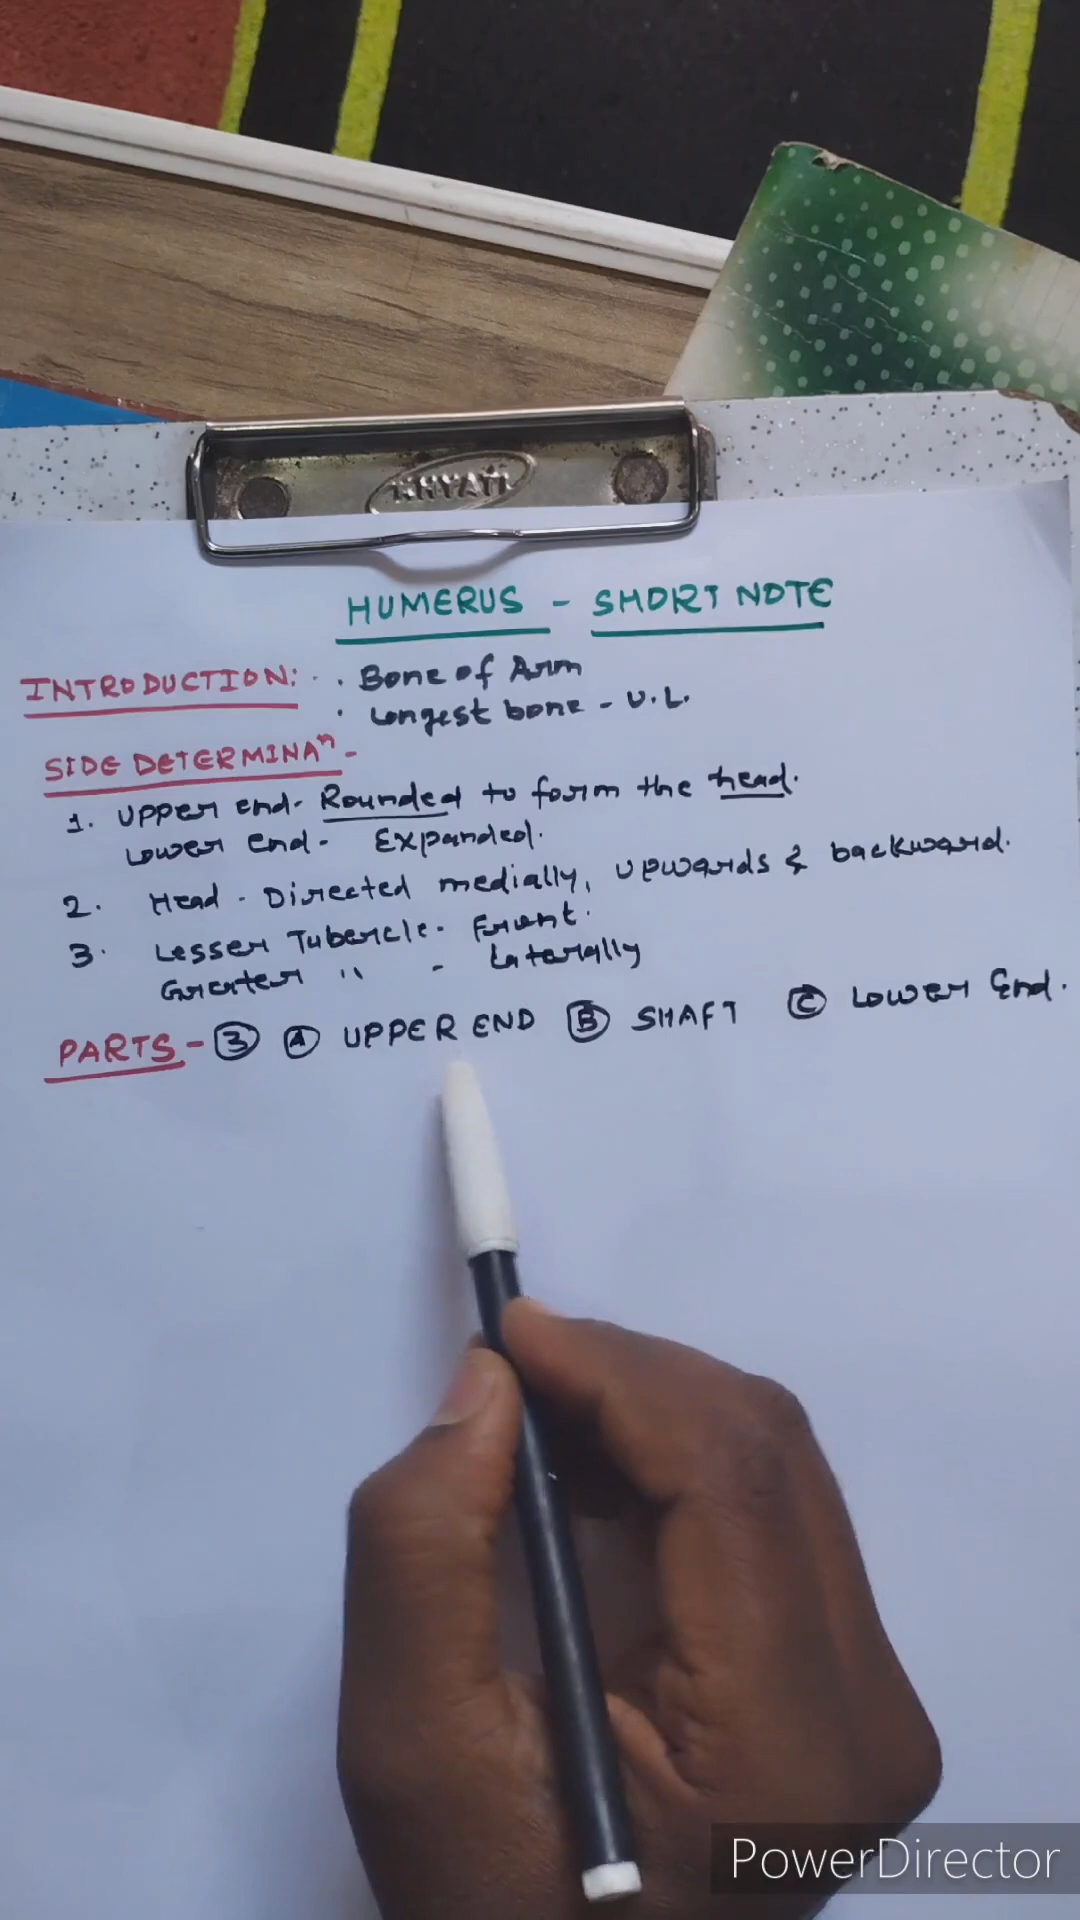 KHYATI
HUMERUS - SHORT NOTE
INTRODUCTION: . Bone of Arm
. Longest bone - U.L.
SIDE DETERMINAⁿ -
1. Upper end- Rounded to form the head.
Lower end- Expanded.
2. Head - Directed medially, upwards & backward.
3. Lesser Tubercle- Front.
Greater " - Laterally
PARTS - ③ Ⓐ UPPER END Ⓑ SHAFT Ⓒ LOWER End.
PowerDirector